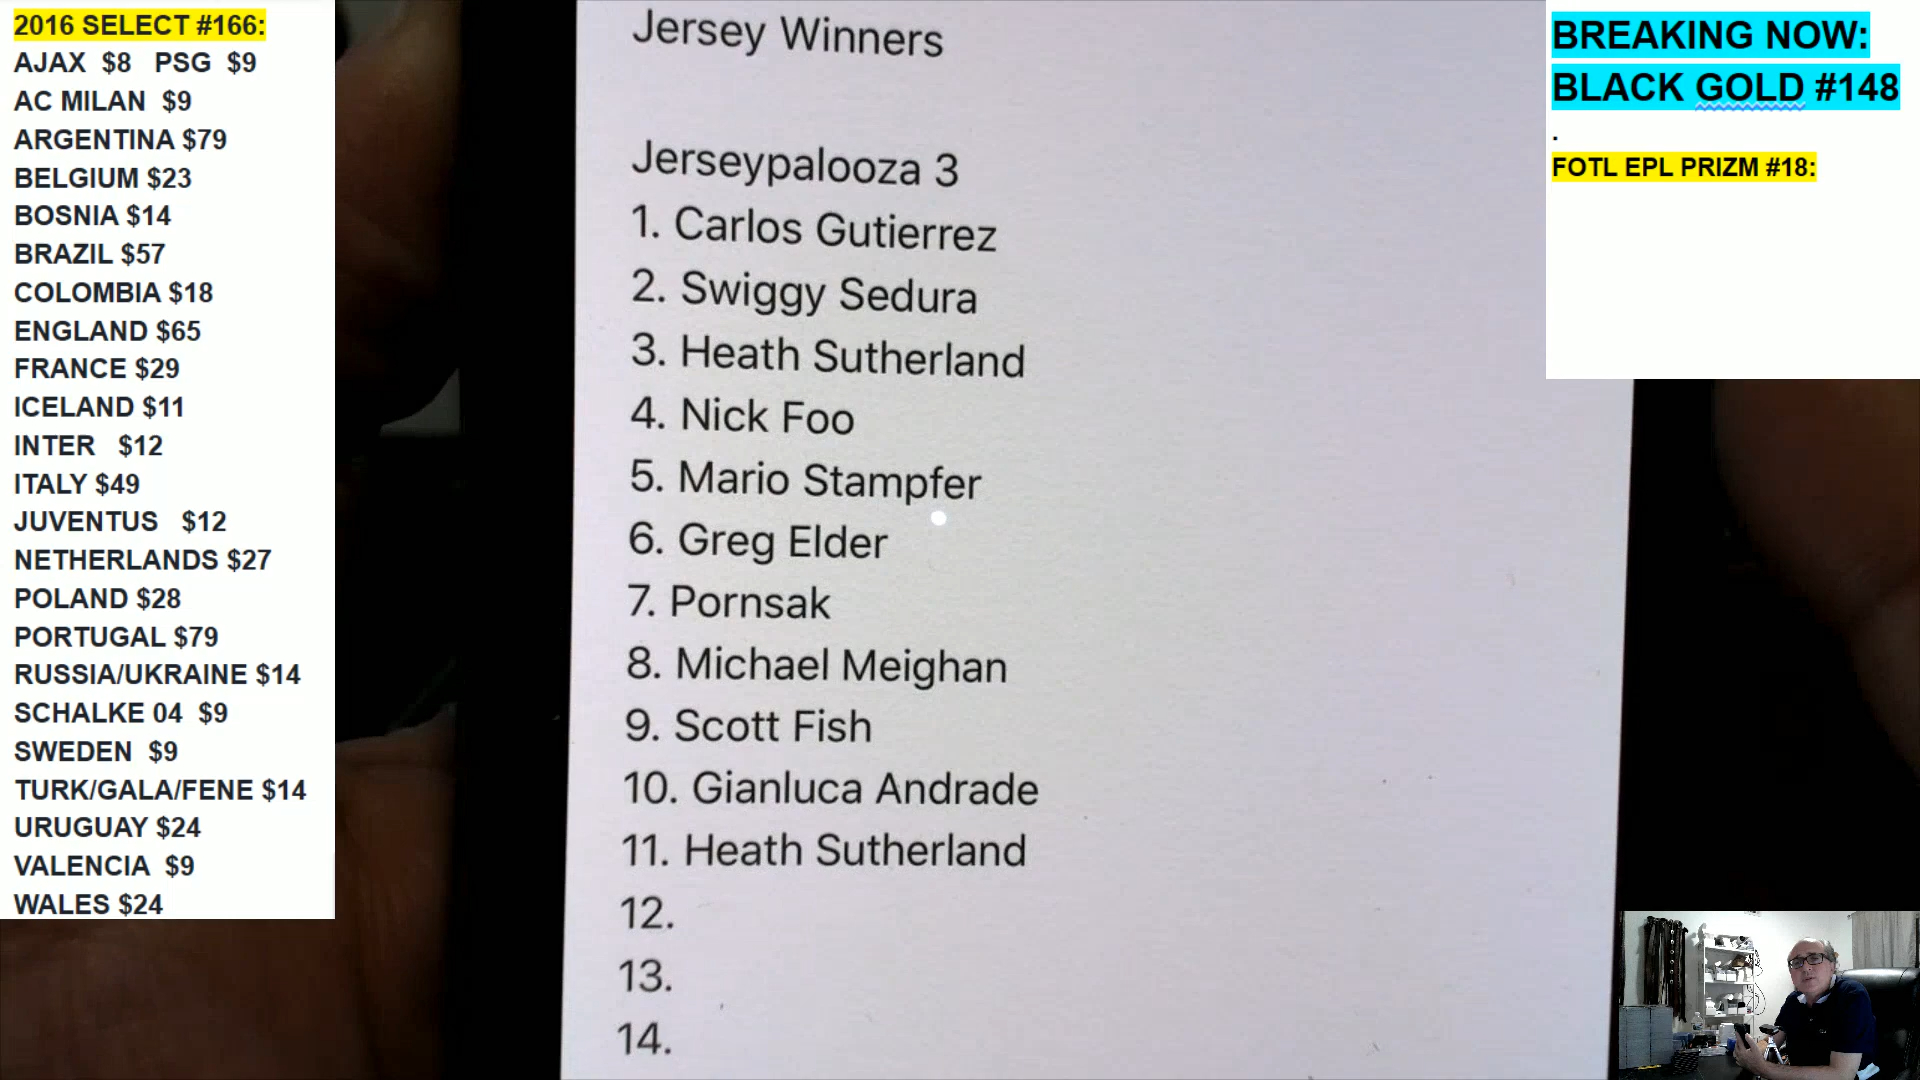 2016 SELECT #166:
AJAX $8 PSG $9
AC MILAN $9
ARGENTINA $79
BELGIUM $23
BOSNIA $14
BRAZIL $57
COLOMBIA $18
ENGLAND $65
FRANCE $29
ICELAND $11
INTER $12
ITALY $49
JUVENTUS $12
NETHERLANDS $27
POLAND $28
PORTUGAL $79
RUSSIA/UKRAINE $14
SCHALKE 04 $9
SWEDEN $9
TURK/GALA/FENE $14
URUGUAY $24
VALENCIA $9
WALES $24
Jersey Winners
Jerseypalooza 3
1. Carlos Gutierrez
2. Swiggy Sedura
3. Heath Sutherland
4. Nick Foo
5. Mario Stampfer
6. Greg Elder
7. Pornsak
8. Michael Meighan
9. Scott Fish
10. Gianluca Andrade
11. Heath Sutherland
12.
13.
14.
BREAKING NOW:
BLACK GOLD #148
.
FOTL EPL PRIZM #18: